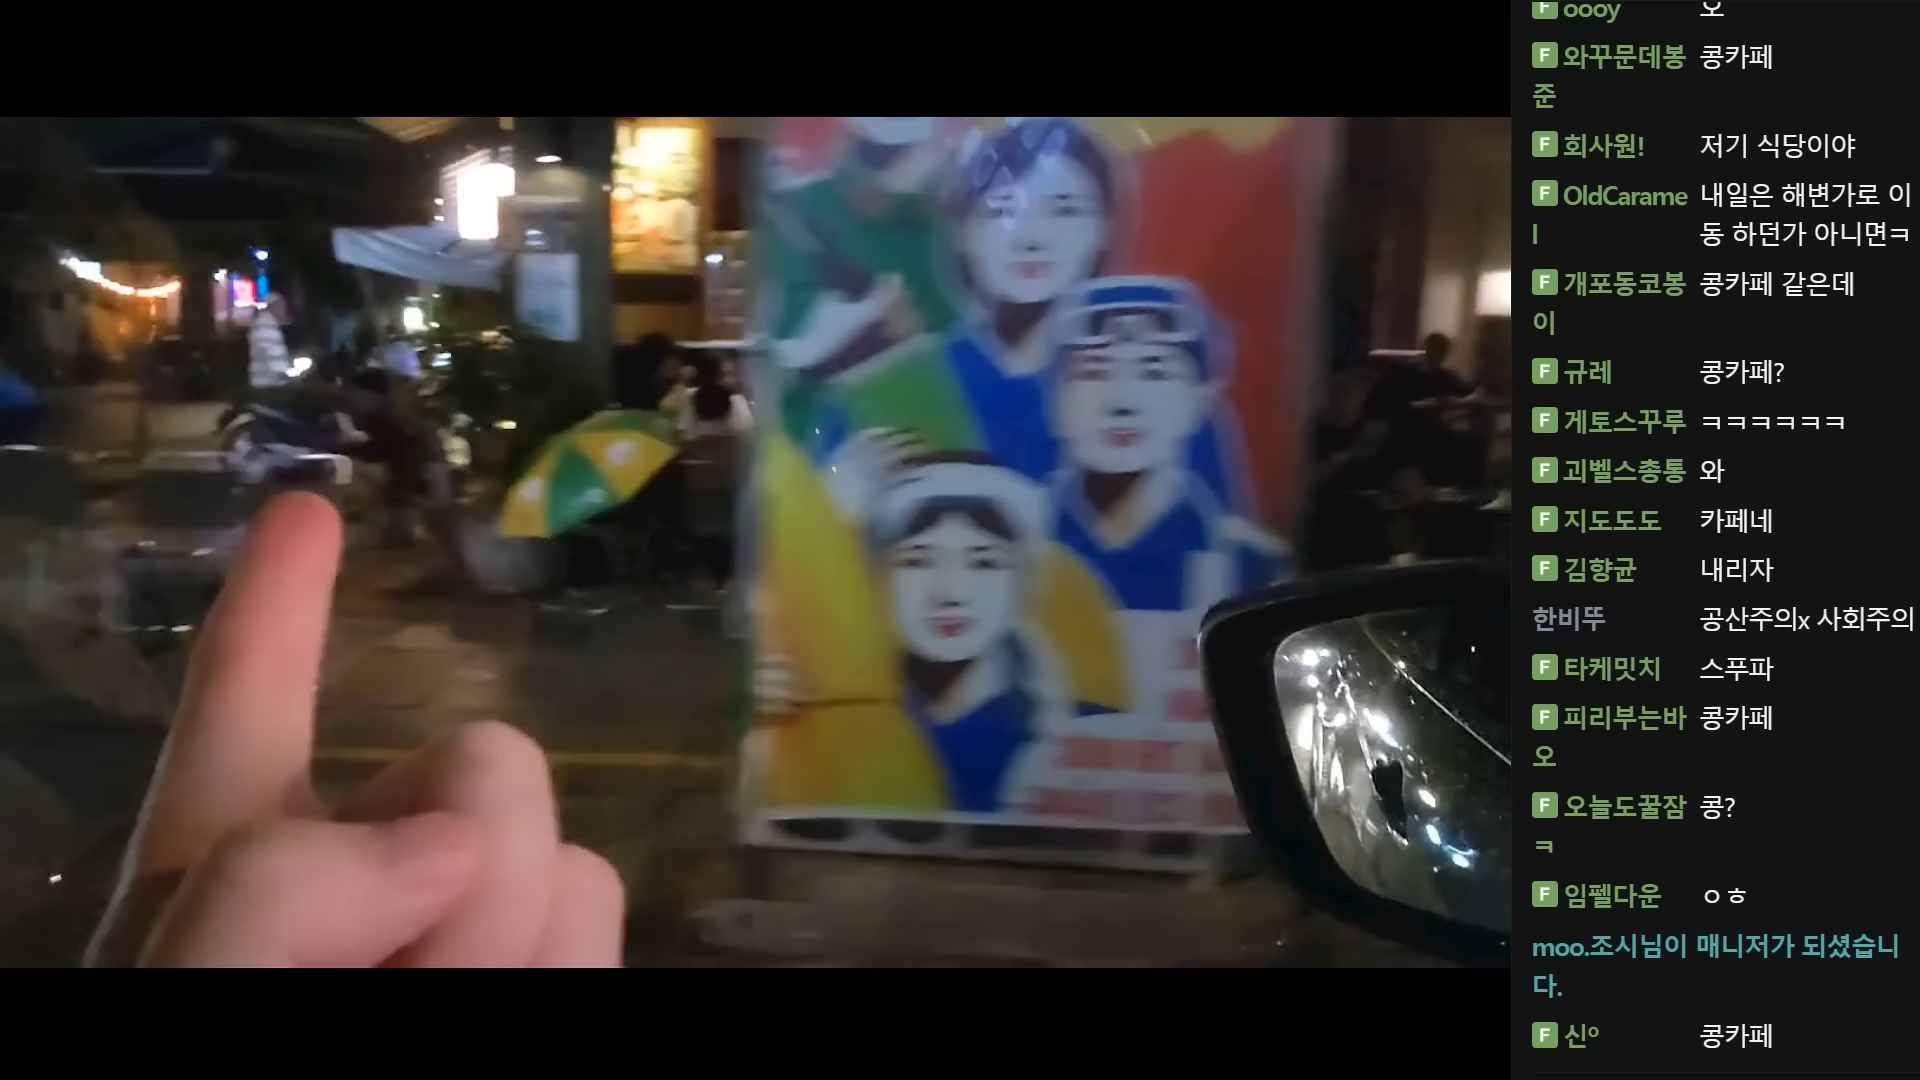 F oooy 오
F 와꾸문데봉 콩카페
준
F 회사원! 저기 식당이야
F OldCarame 내일은 해변가로 이
l 동 하던가 아니면ㅋ
F 개포동코봉 콩카페 같은데
이
F 규레 콩카페?
F 게토스꾸루 ㅋㅋㅋㅋㅋㅋ
F 괴벨스총통 와
F 지도도도 카페네
F 김향균 내리자
한비뚜 공산주의x 사회주의
F 타케밋치 스푸파
F 피리부는바 콩카페
오
F 오늘도꿀잠 콩?
ㅋ
F 임펠다운 ㅇㅎ
moo.조시님이 매니저가 되셨습니
다.
F 신º 콩카페